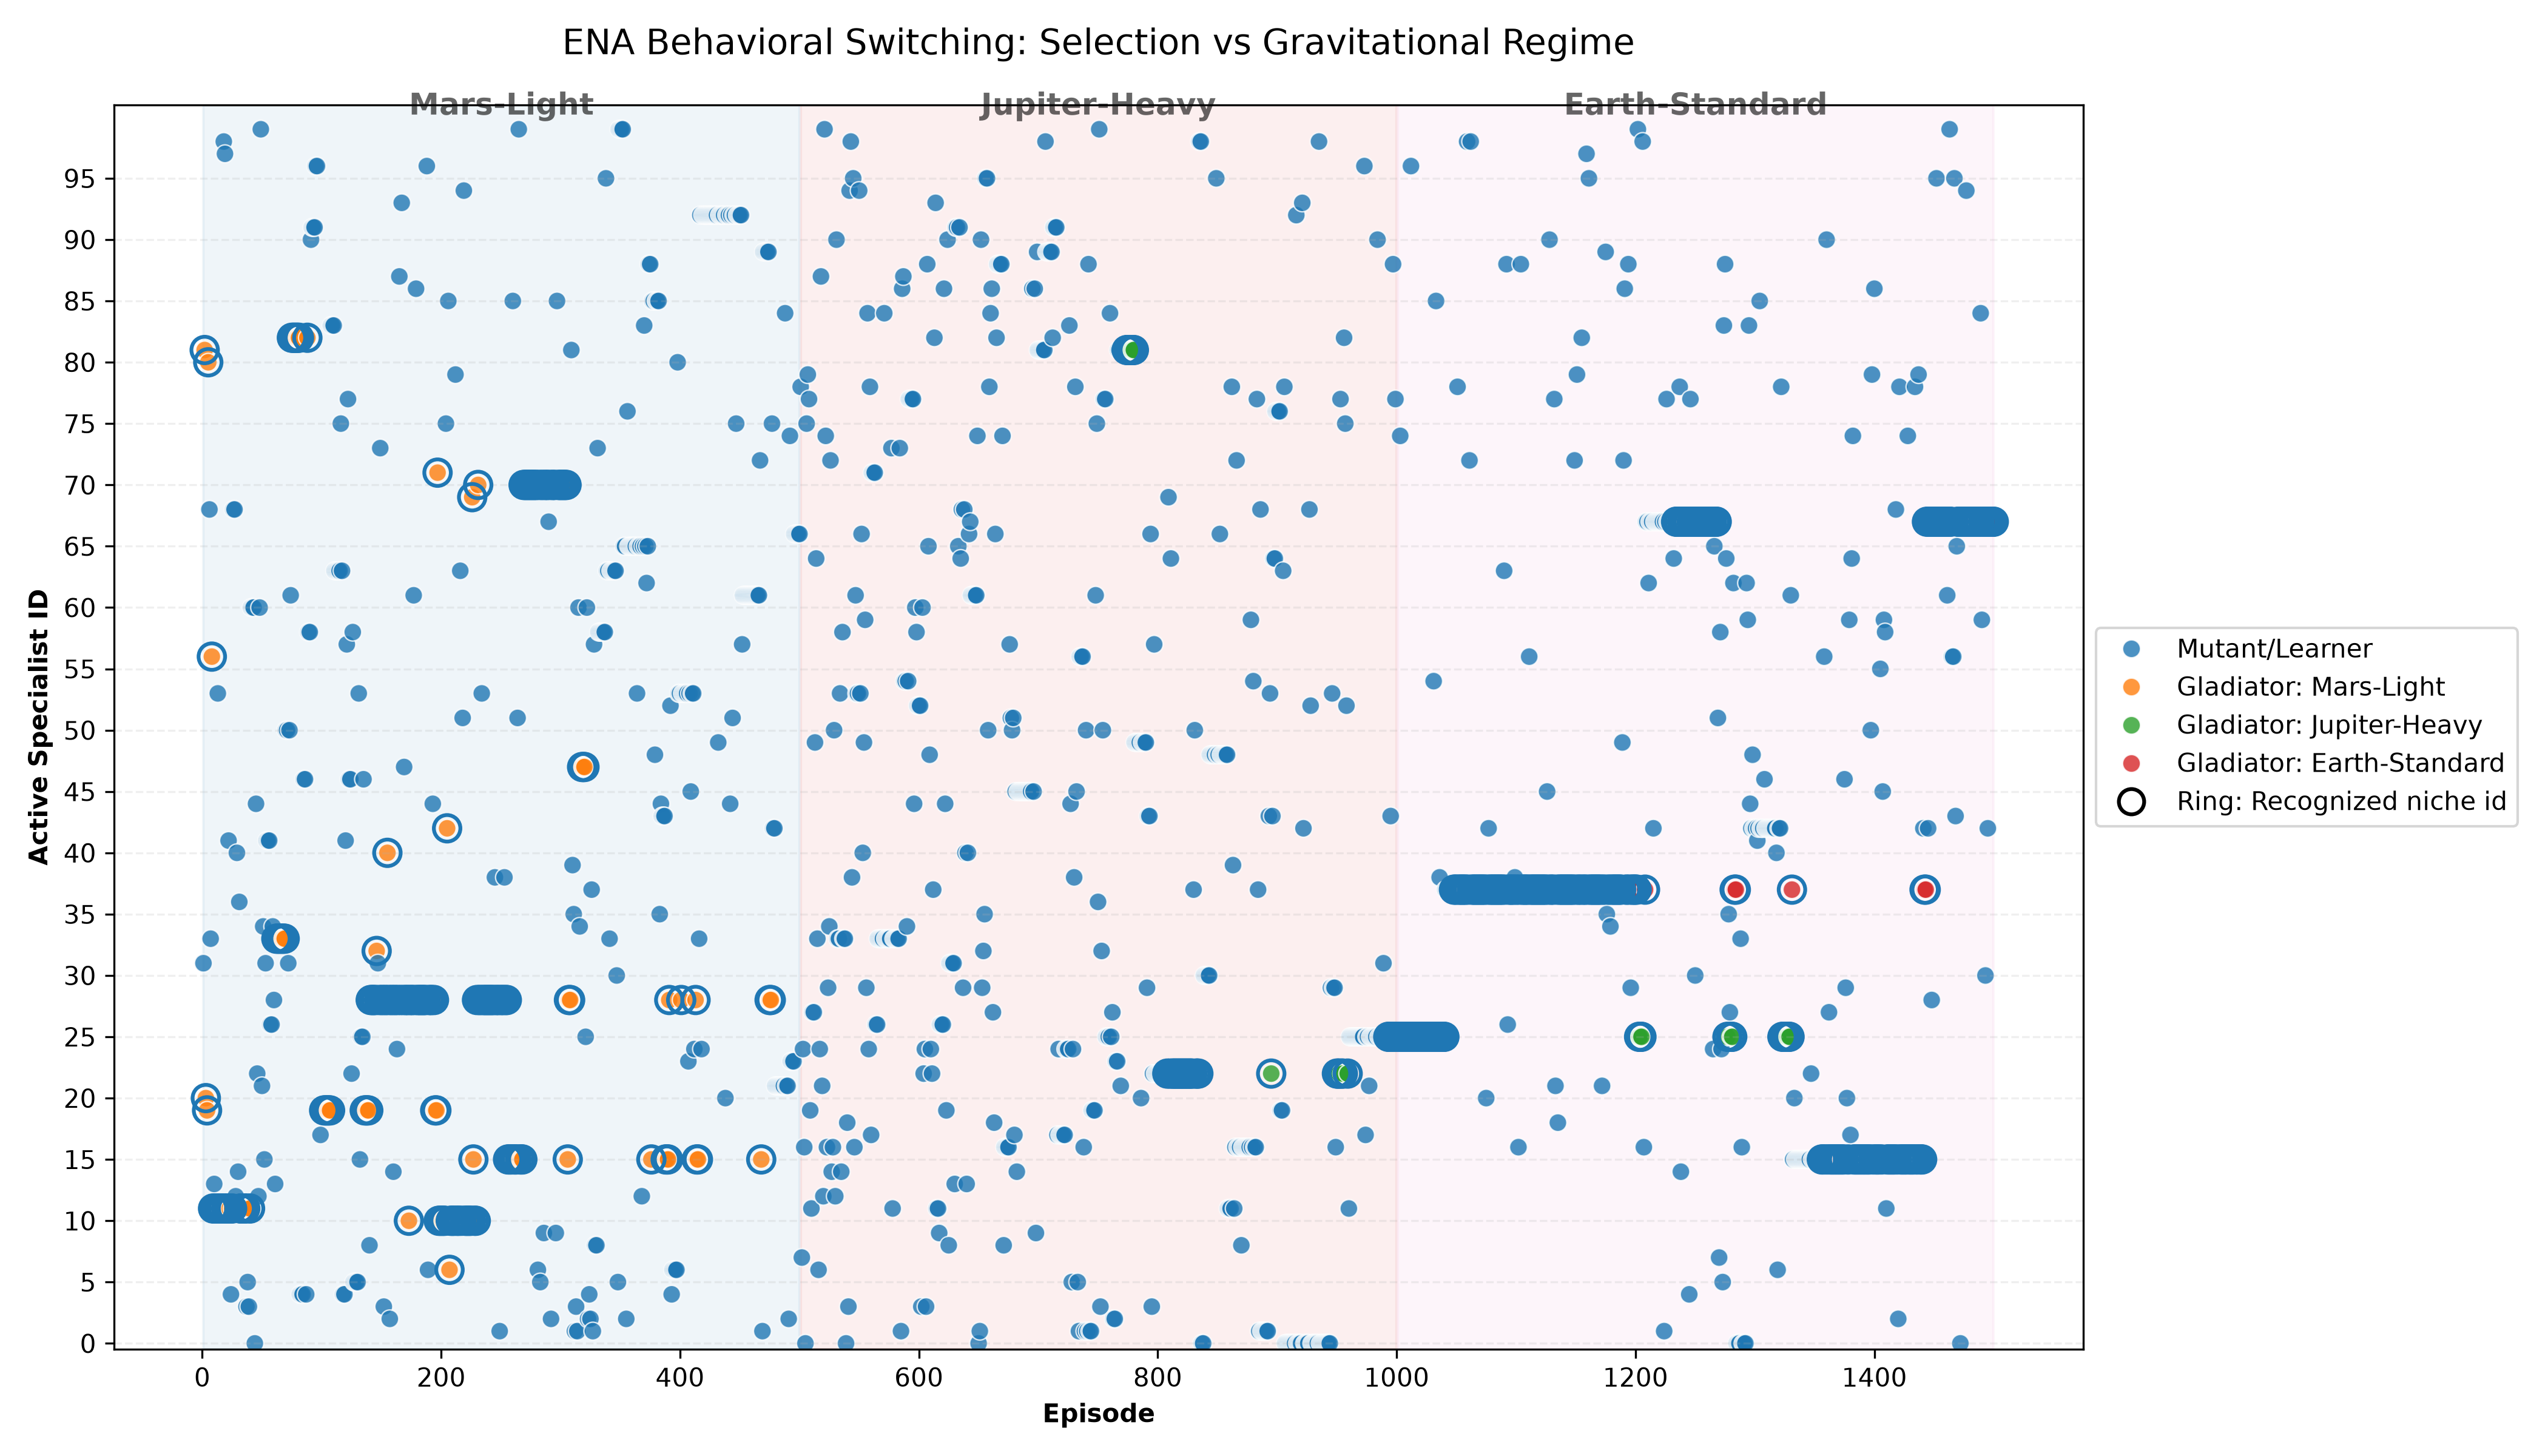 ENA Behavioral Switching: Selection vs Gravitational Regime
Mars-Light
Jupiter-Heavy
Earth-Standard
Active Specialist ID
95
90
85
80
75
70
65
60
55
50
45
40
35
30
25
20
15
10
5
0
0
200
400
600
800
1000
1200
1400
Episode
Mutant/Learner
Gladiator: Mars-Light
Gladiator: Jupiter-Heavy
Gladiator: Earth-Standard
Ring: Recognized niche id